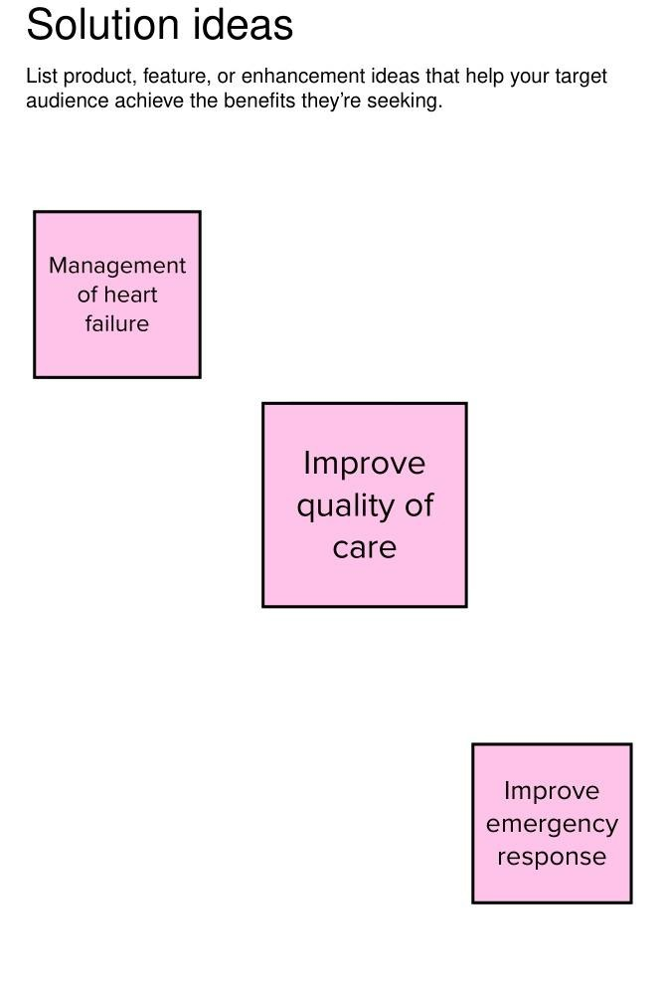 Solution ideas
List product, feature, or enhancement ideas that help your target
audience achieve the benefits they’re seeking.
Management
of heart
failure
Improve
quality of
care
Improve
emergency
response